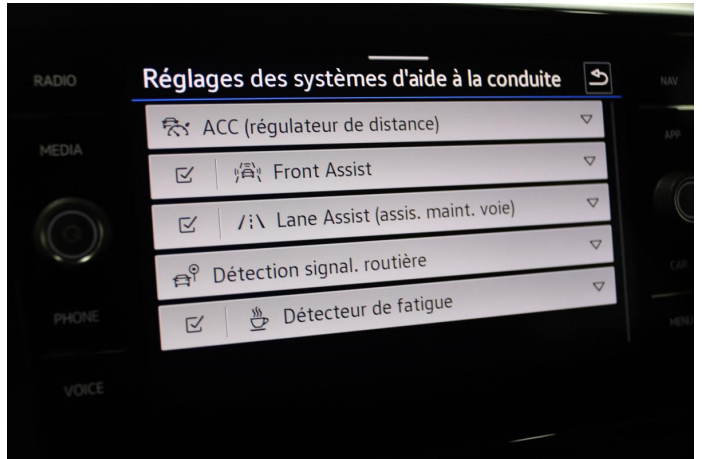 Réglages des systèmes d'aide à la conduite
RADIO
NAV
ACC (régulateur de distance)
MEDIA
APP
Front Assist
Lane Assist (assis. maint. voie)
Détection signal. routière
CAR
PHONE
Détecteur de fatigue
MENU
VOICE